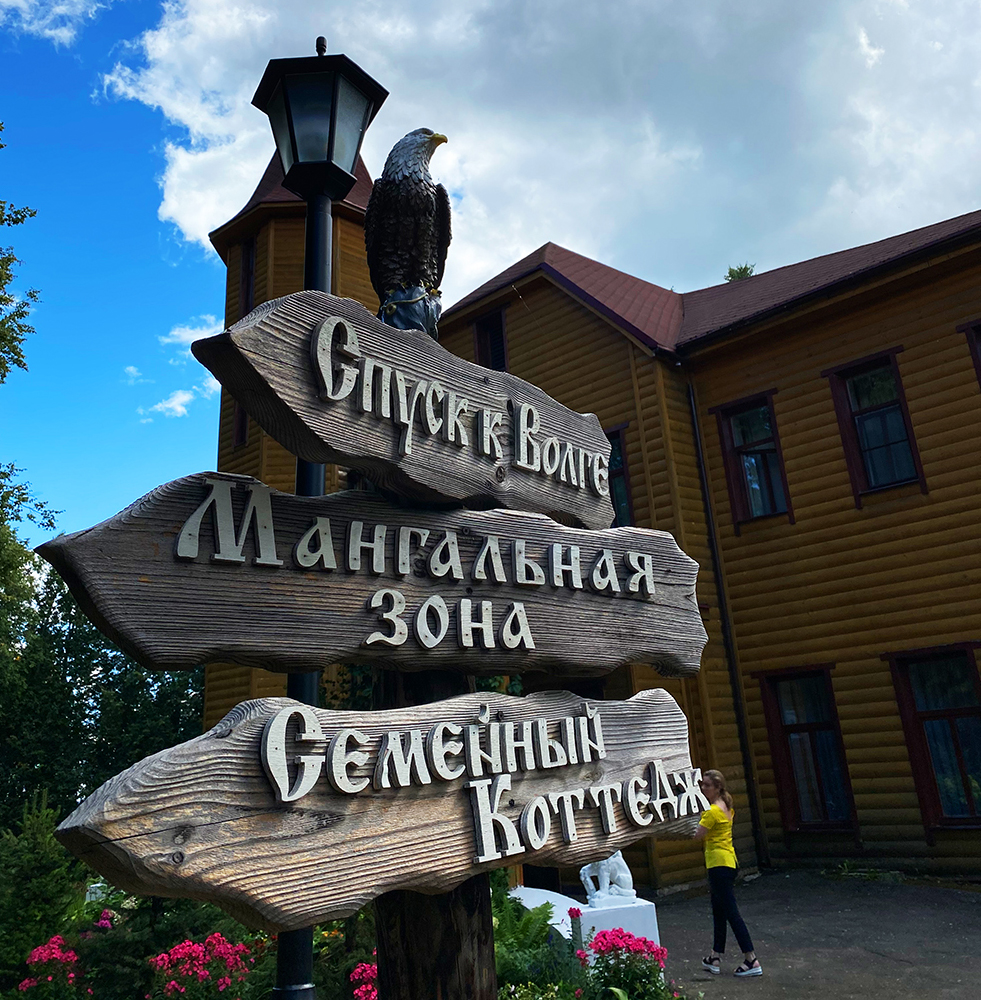 Спуск к Волге
Мангальная
зона
Семейный
Коттедж